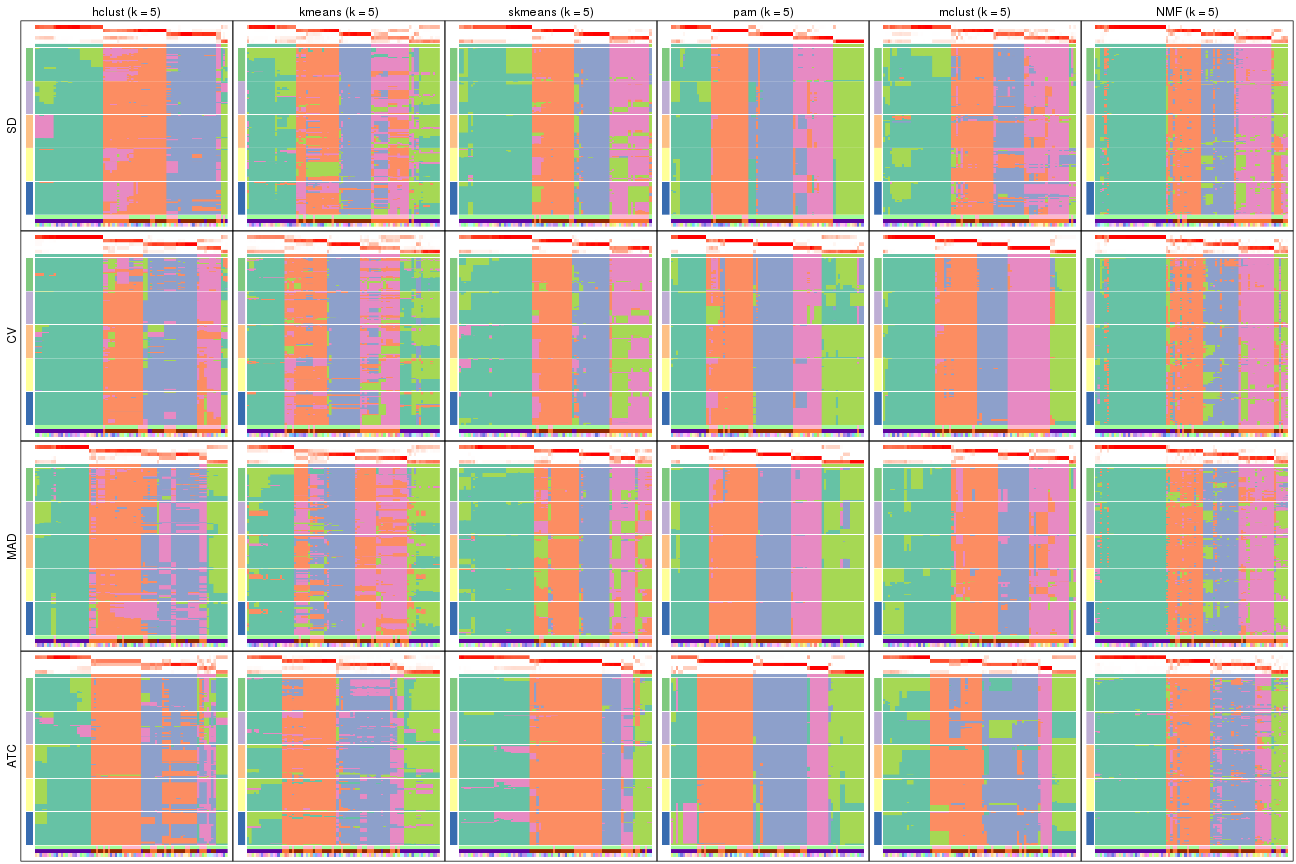 hclust (k = 5) kmeans (k = 5) skmeans (k = 5) pam (k = 5) mclust (k = 5) NMF (k = 5)
SD
CV
MAD
ATC